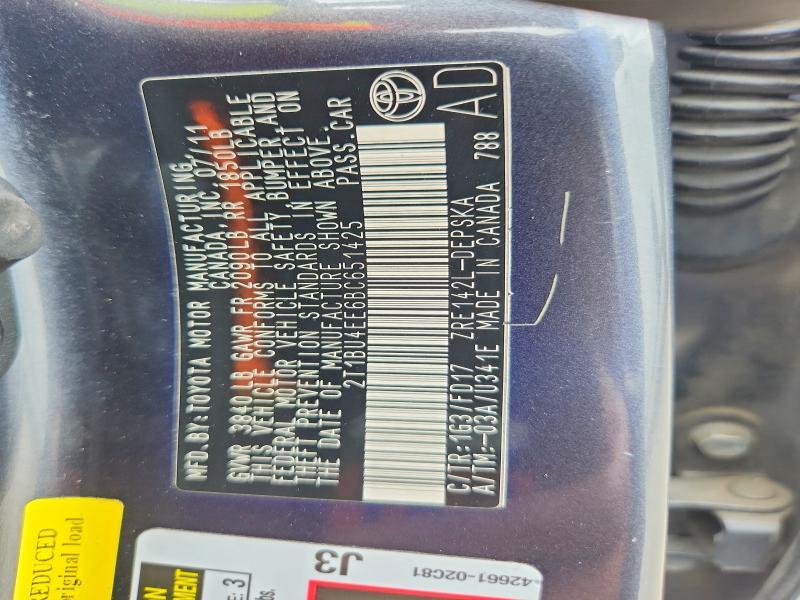 MFD.BY:TOYOTA MOTOR MANUFACTURING
CANADA, INC. 07/11
GVWR 3840LB GAWR FR 2090LB RR 1850LB
THIS VEHICLE CONFORMS TO ALL APPLICABLE
FEDERAL MOTOR VEHICLE SAFETY, BUMPER, AND
THEFT PREVENTION STANDARDS IN EFFECT ON
THE DATE OF MANUFACTURE SHOWN ABOVE.
2T1BU4EE6BC651425 PASS.CAR
C/TR:1G3/FD17 ZRE142L-DEPSKA
A/TM:-03A/U341E MADE IN CANADA 788
AD
REDUCED
original load
J3
42661-02C81
: 3